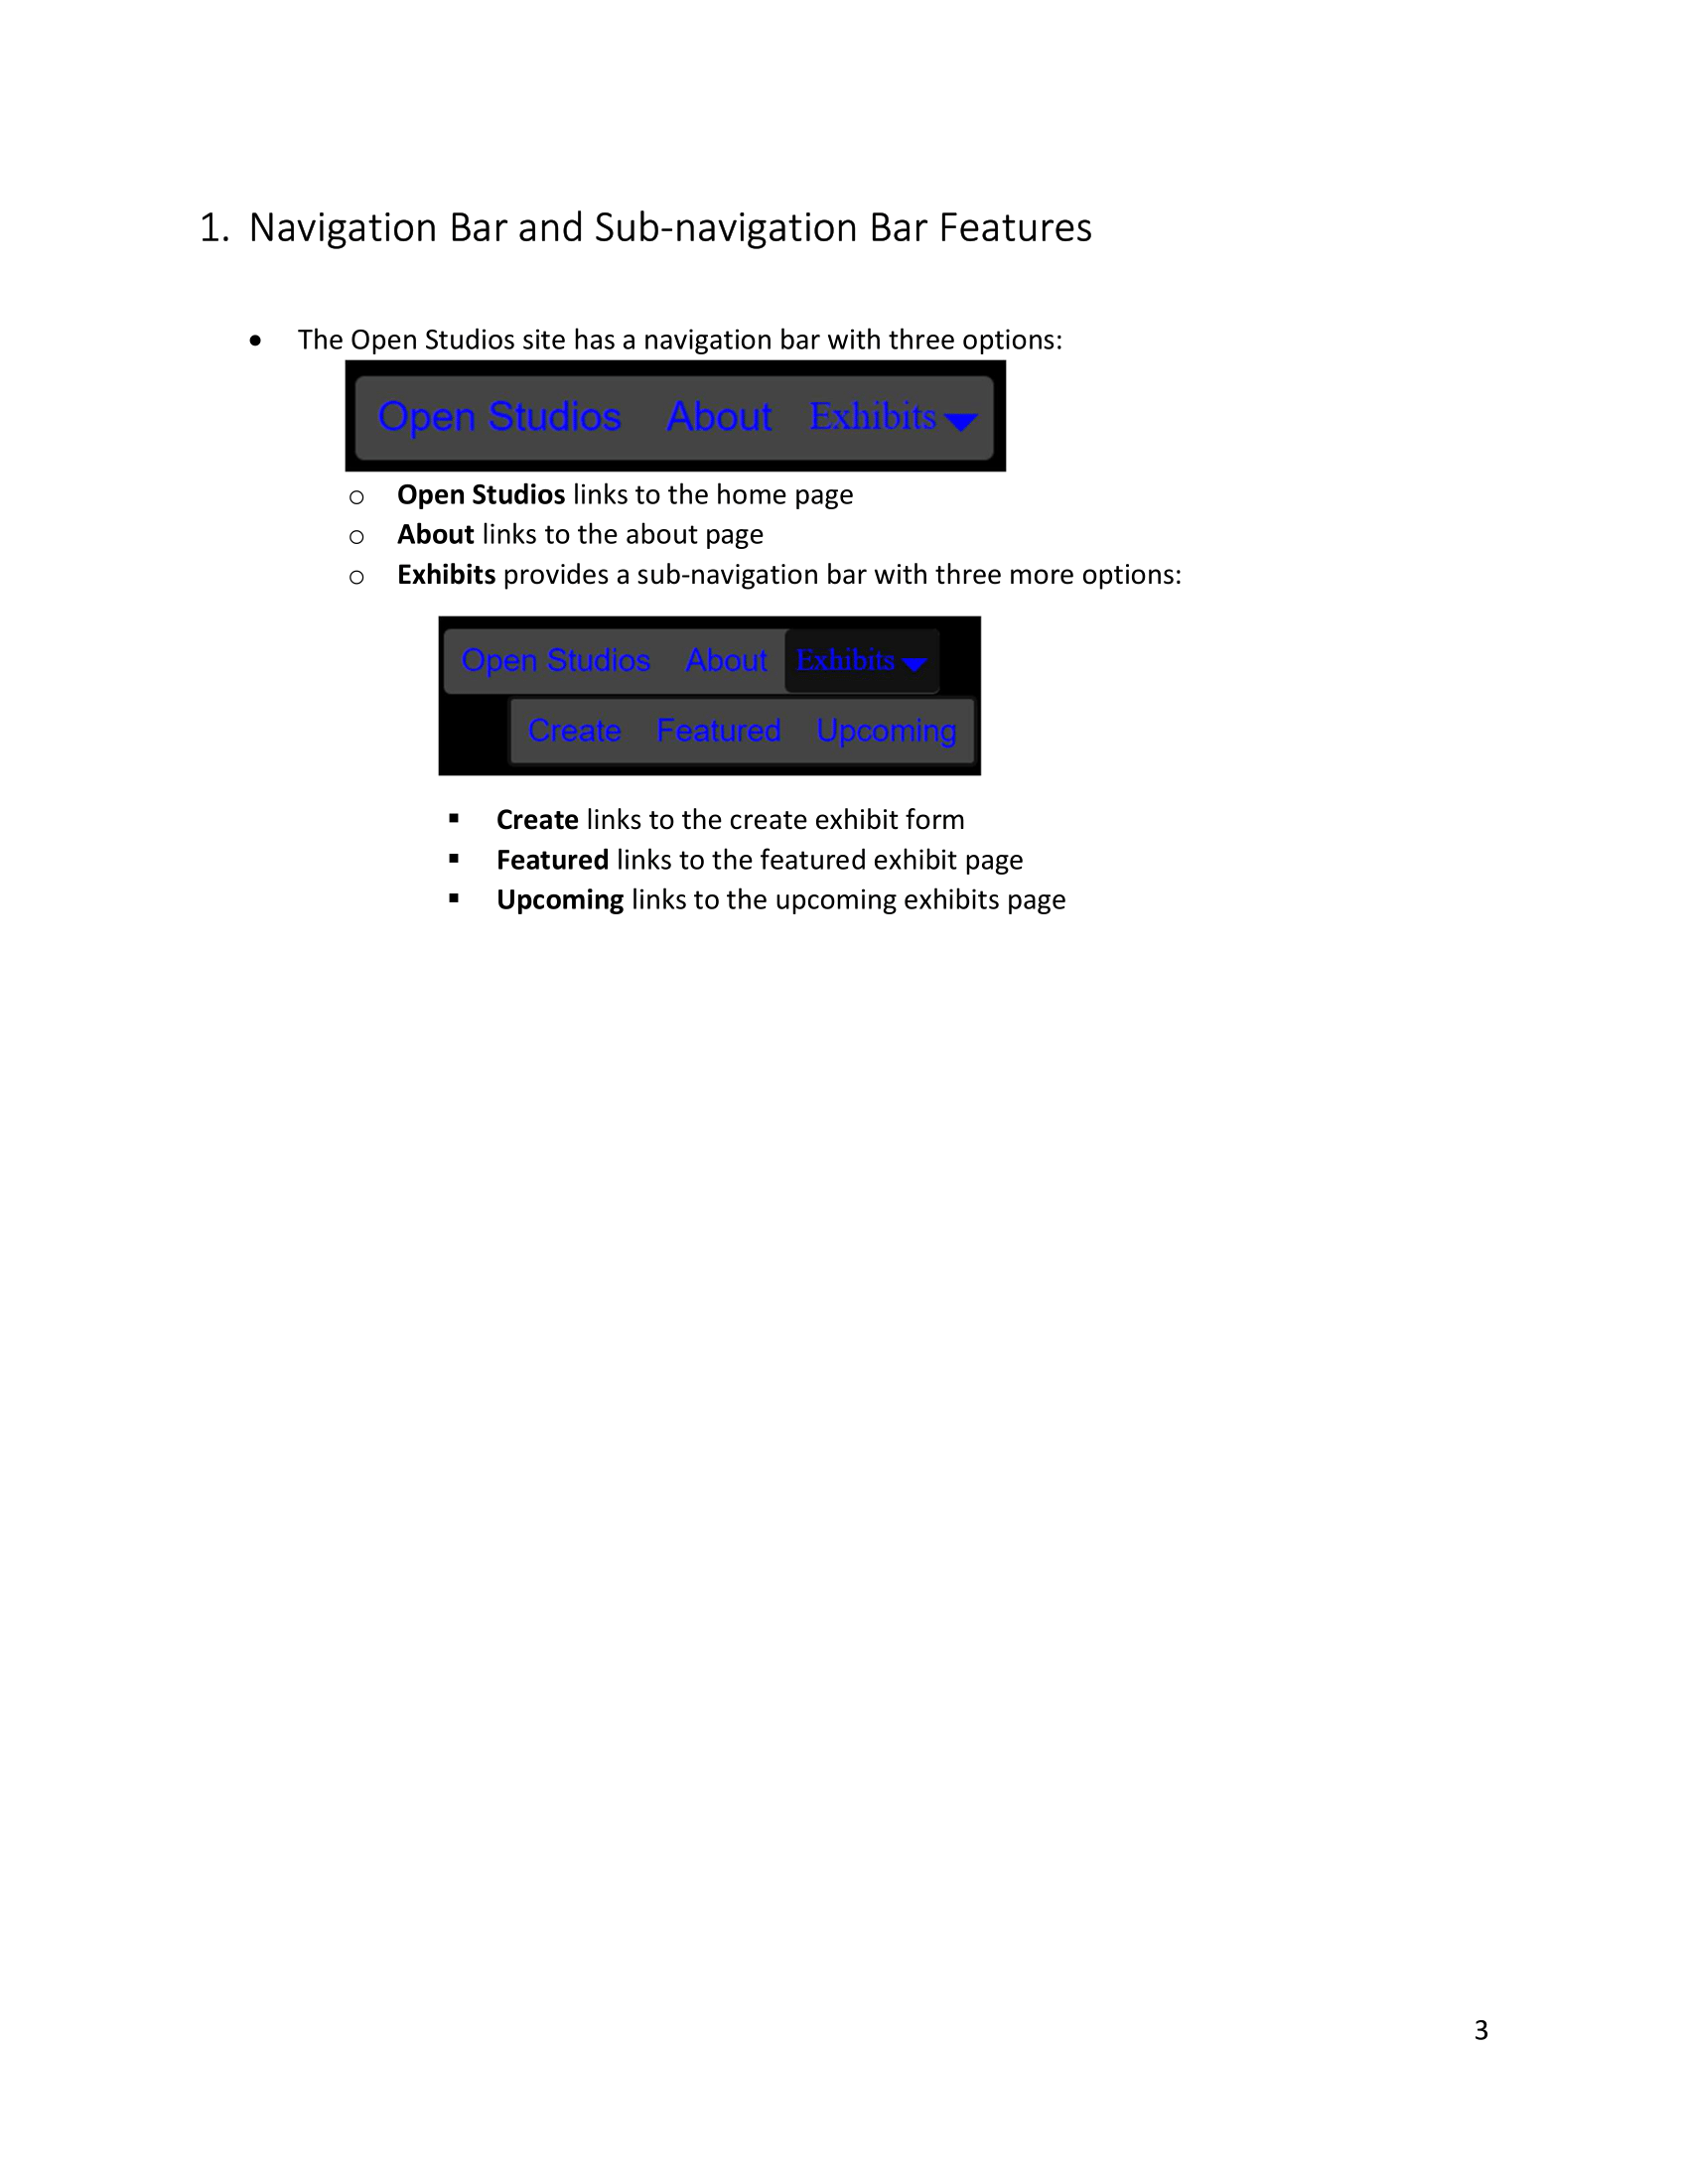 1. Navigation Bar and Sub-navigation Bar Features
• The Open Studios site has a navigation bar with three options:
Open Studios About Exhibits
o Open Studios links to the home page
o About links to the about page
o Exhibits provides a sub-navigation bar with three more options:
Open Studios About Exhibits
Create Featured Upcoming
▪ Create links to the create exhibit form
▪ Featured links to the featured exhibit page
▪ Upcoming links to the upcoming exhibits page
3